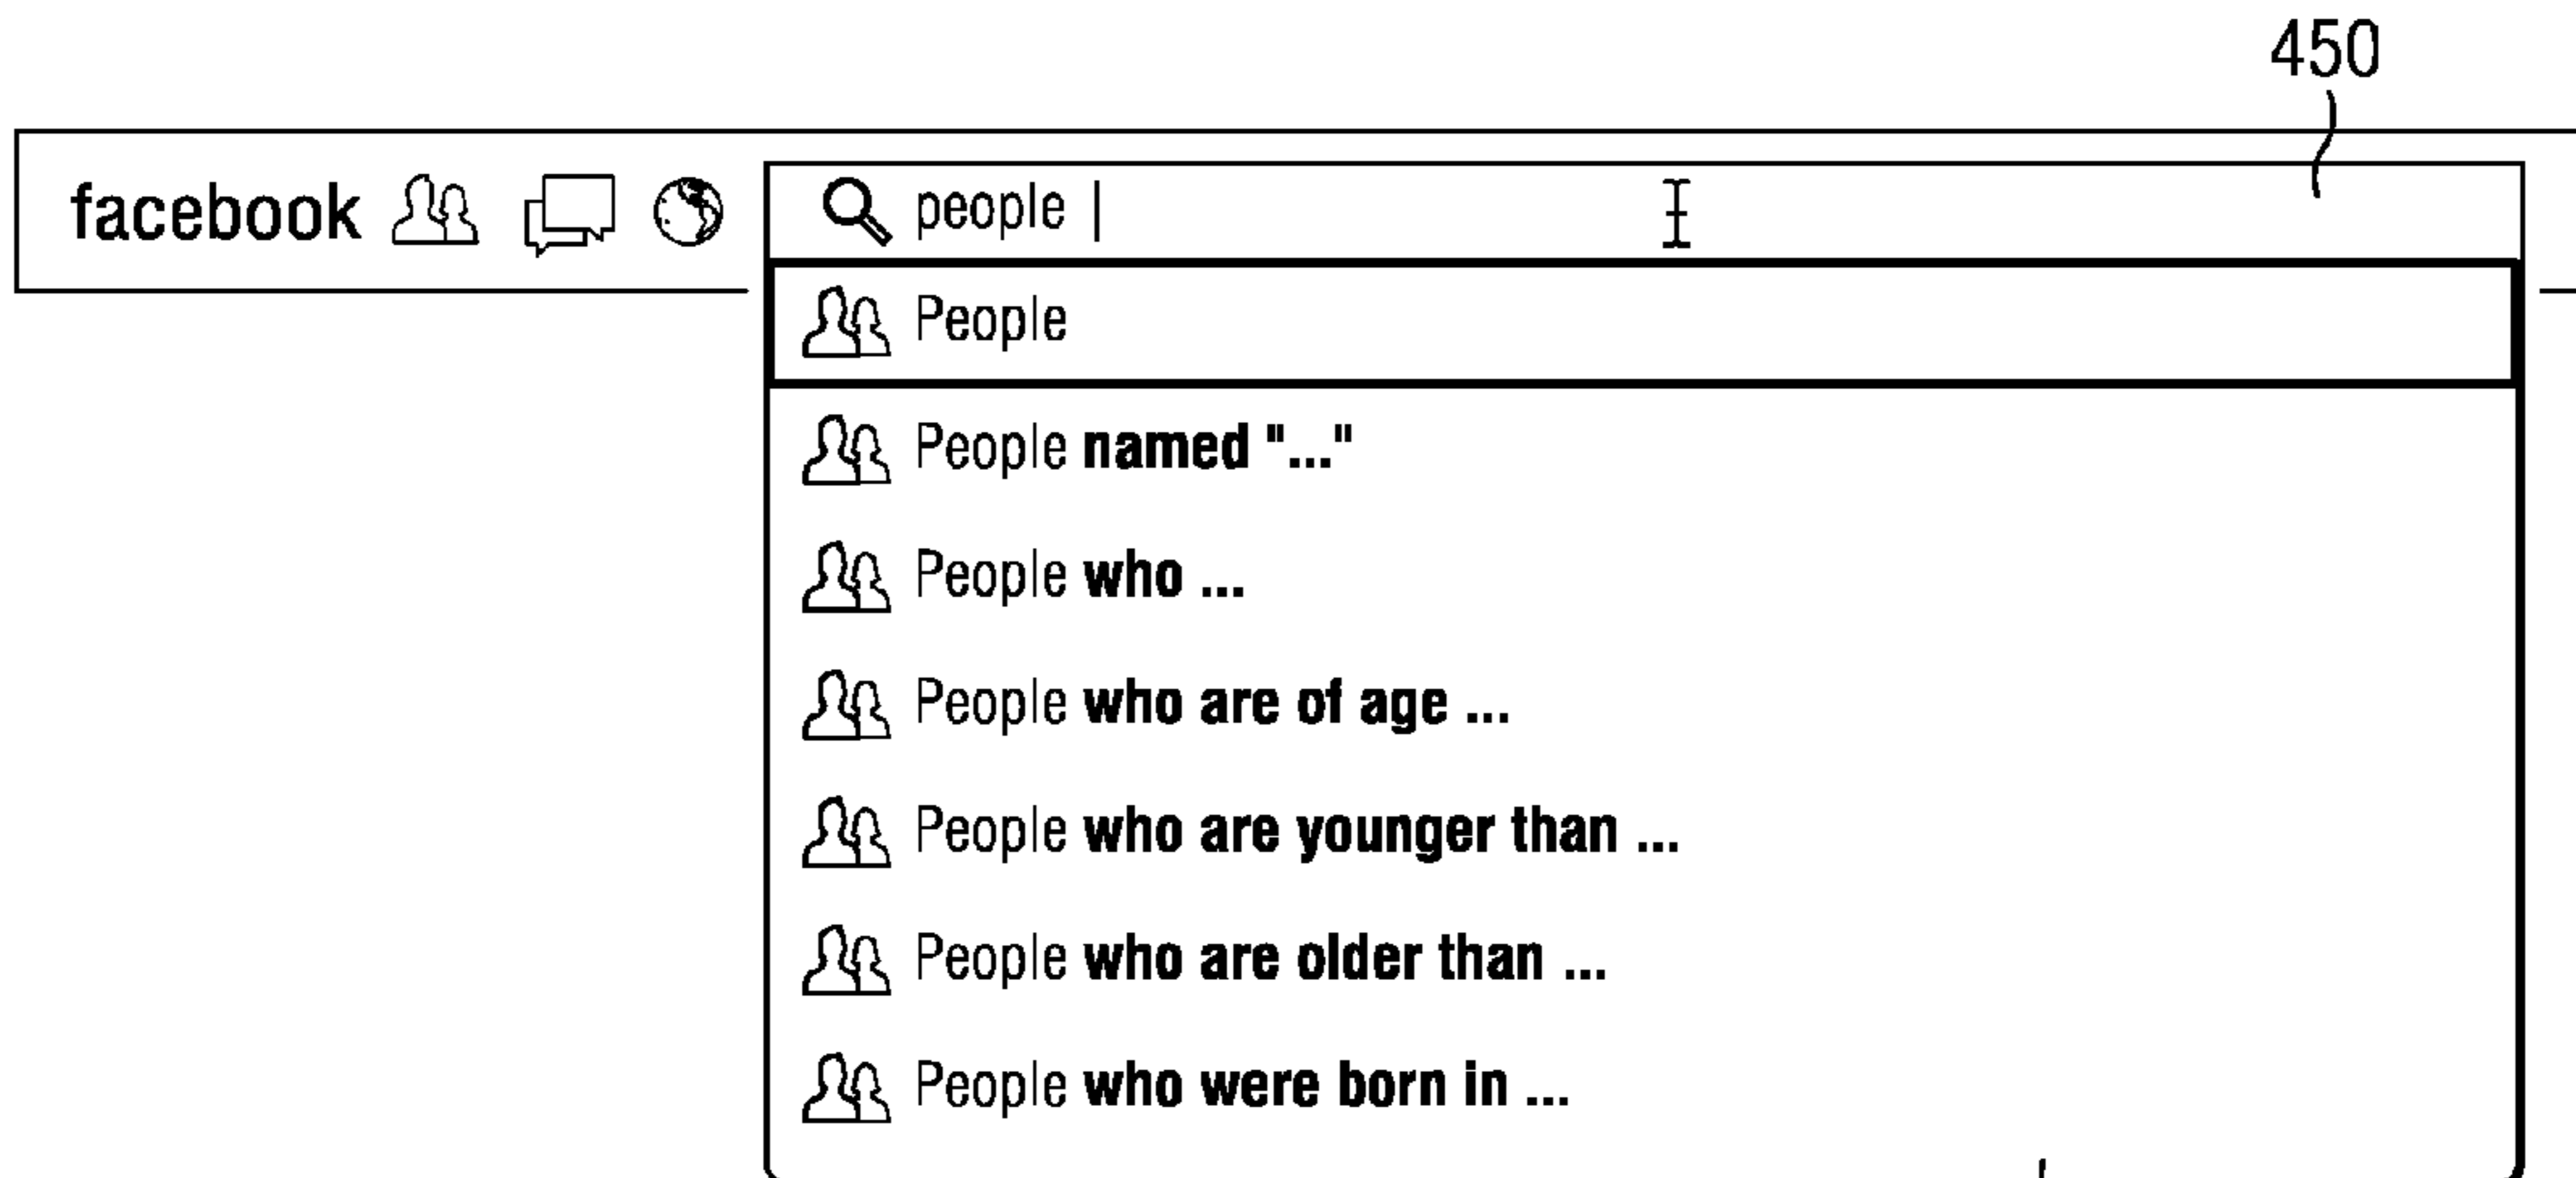 450
facebook people
People
People named "..."
People who ...
People who are of age ...
People who are younger than ...
People who are older than ...
People who were born in ...